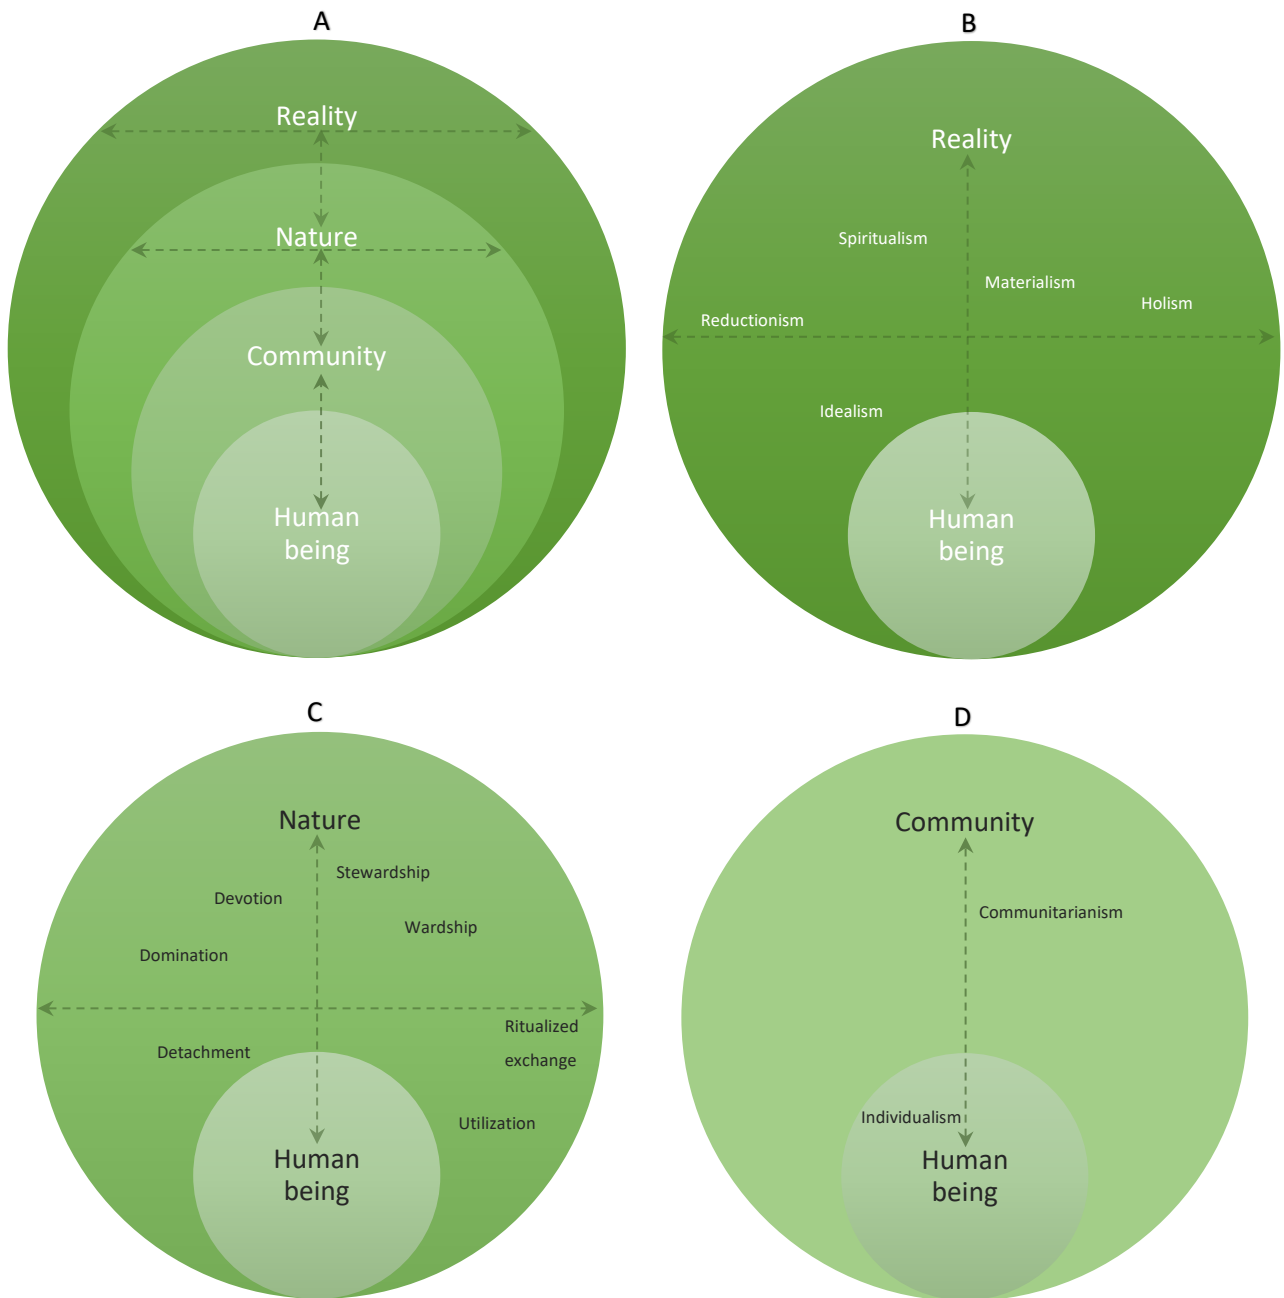 A
Reality
Nature
Community
Human
being
B
Reality
Spiritualism
Materialism
Holism
Reductionism
Idealism
Human
being
C
Nature
Stewardship
Devotion
Wardship
Domination
Ritualized
exchange
Detachment
Utilization
Human
being
D
Community
Communitarianism
Individualism
Human
being